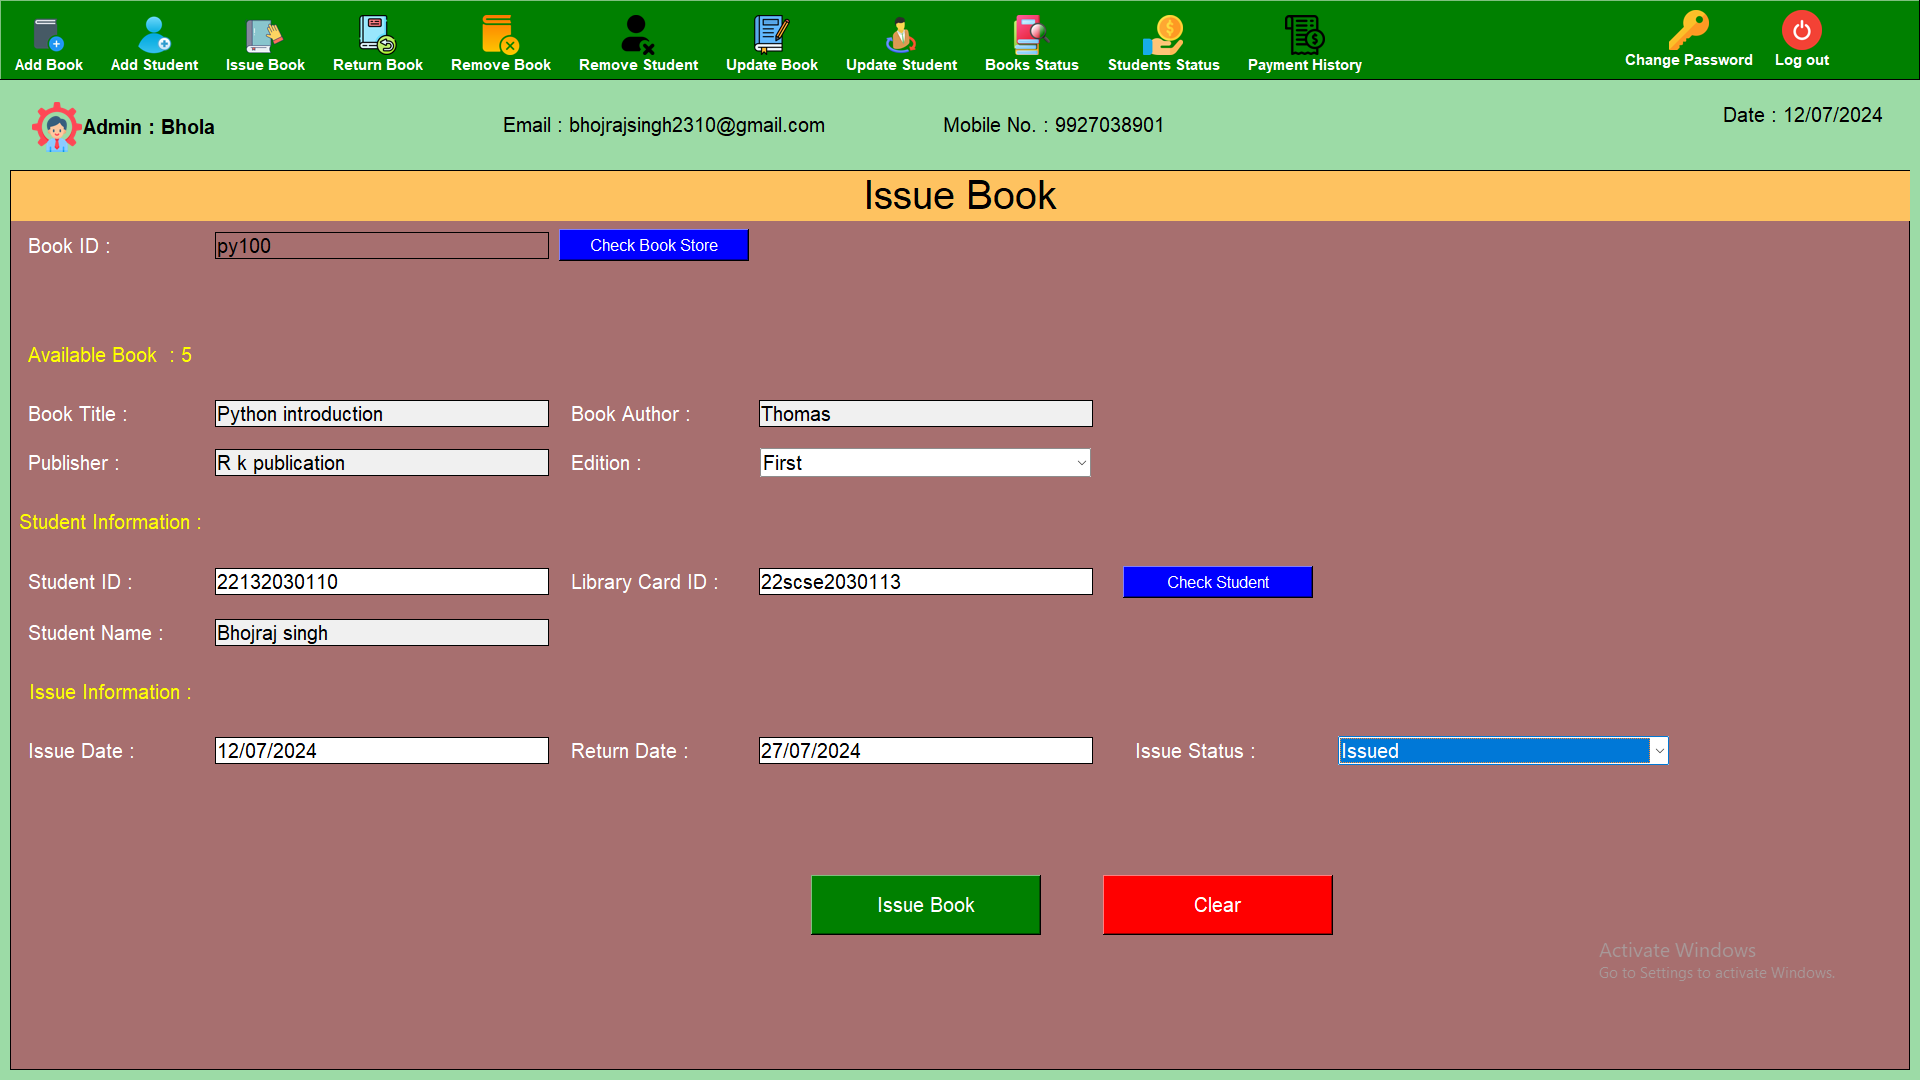 Add Book Add Student Issue Book Return Book Remove Book Remove Student Update Book Update Student Books Status Students Status Payment History Change Password Log out
Admin : Bhola Email : bhojrajsingh2310@gmail.com Mobile No. : 9927038901 Date : 12/07/2024
Issue Book
Book ID : py100 Check Book Store
Available Book : 5
Book Title : Python introduction Book Author : Thomas
Publisher : R k publication Edition : First
Student Information :
Student ID : 22132030110 Library Card ID : 22scse2030113 Check Student
Student Name : Bhojraj singh
Issue Information :
Issue Date : 12/07/2024 Return Date : 27/07/2024 Issue Status : Issued
Issue Book Clear
Activate Windows
Go to Settings to activate Windows.